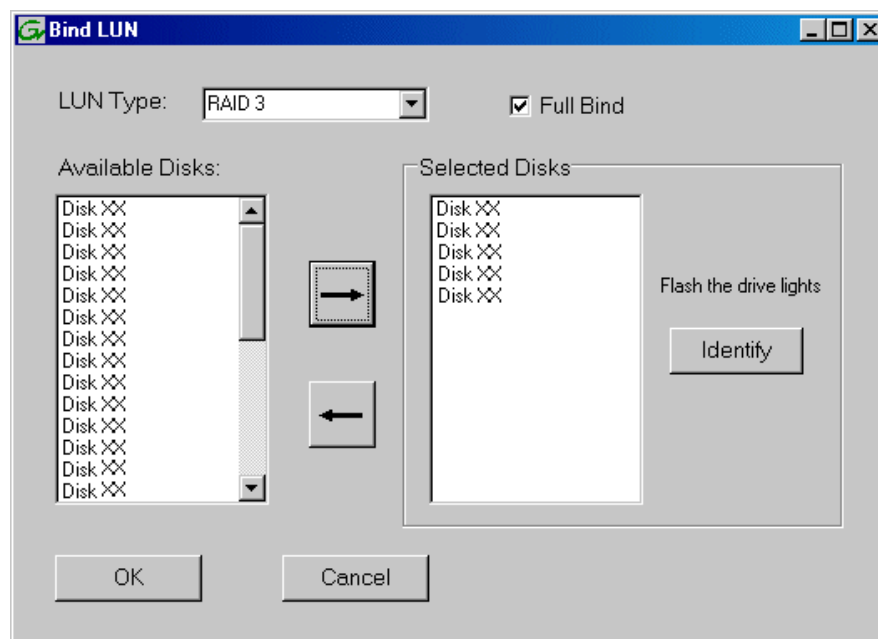 Bind LUN
LUN Type:
RAID 3
Full Bind
Available Disks:
Disk XX
Disk XX
Disk XX
Disk XX
Disk XX
Disk XX
Disk XX
Disk XX
Disk XX
Disk XX
Disk XX
Disk XX
Disk XX
Disk XX
Selected Disks
Disk XX
Disk XX
Disk XX
Disk XX
Disk XX
Flash the drive lights
Identify
OK
Cancel